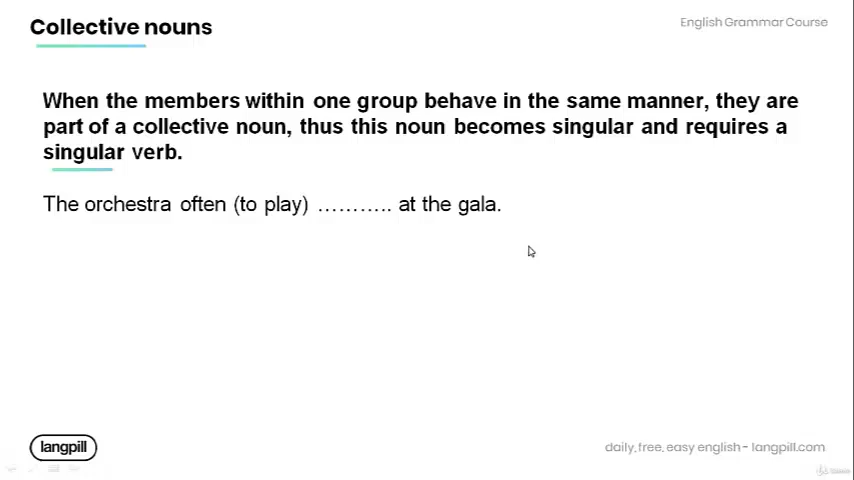 Collective nouns
English Grammar Course
When the members within one group behave in the same manner, they are
part of a collective noun, thus this noun becomes singular and requires a
singular verb.
The orchestra often (to play) ……….. at the gala.
langpill
daily, free, easy english - langpill.com